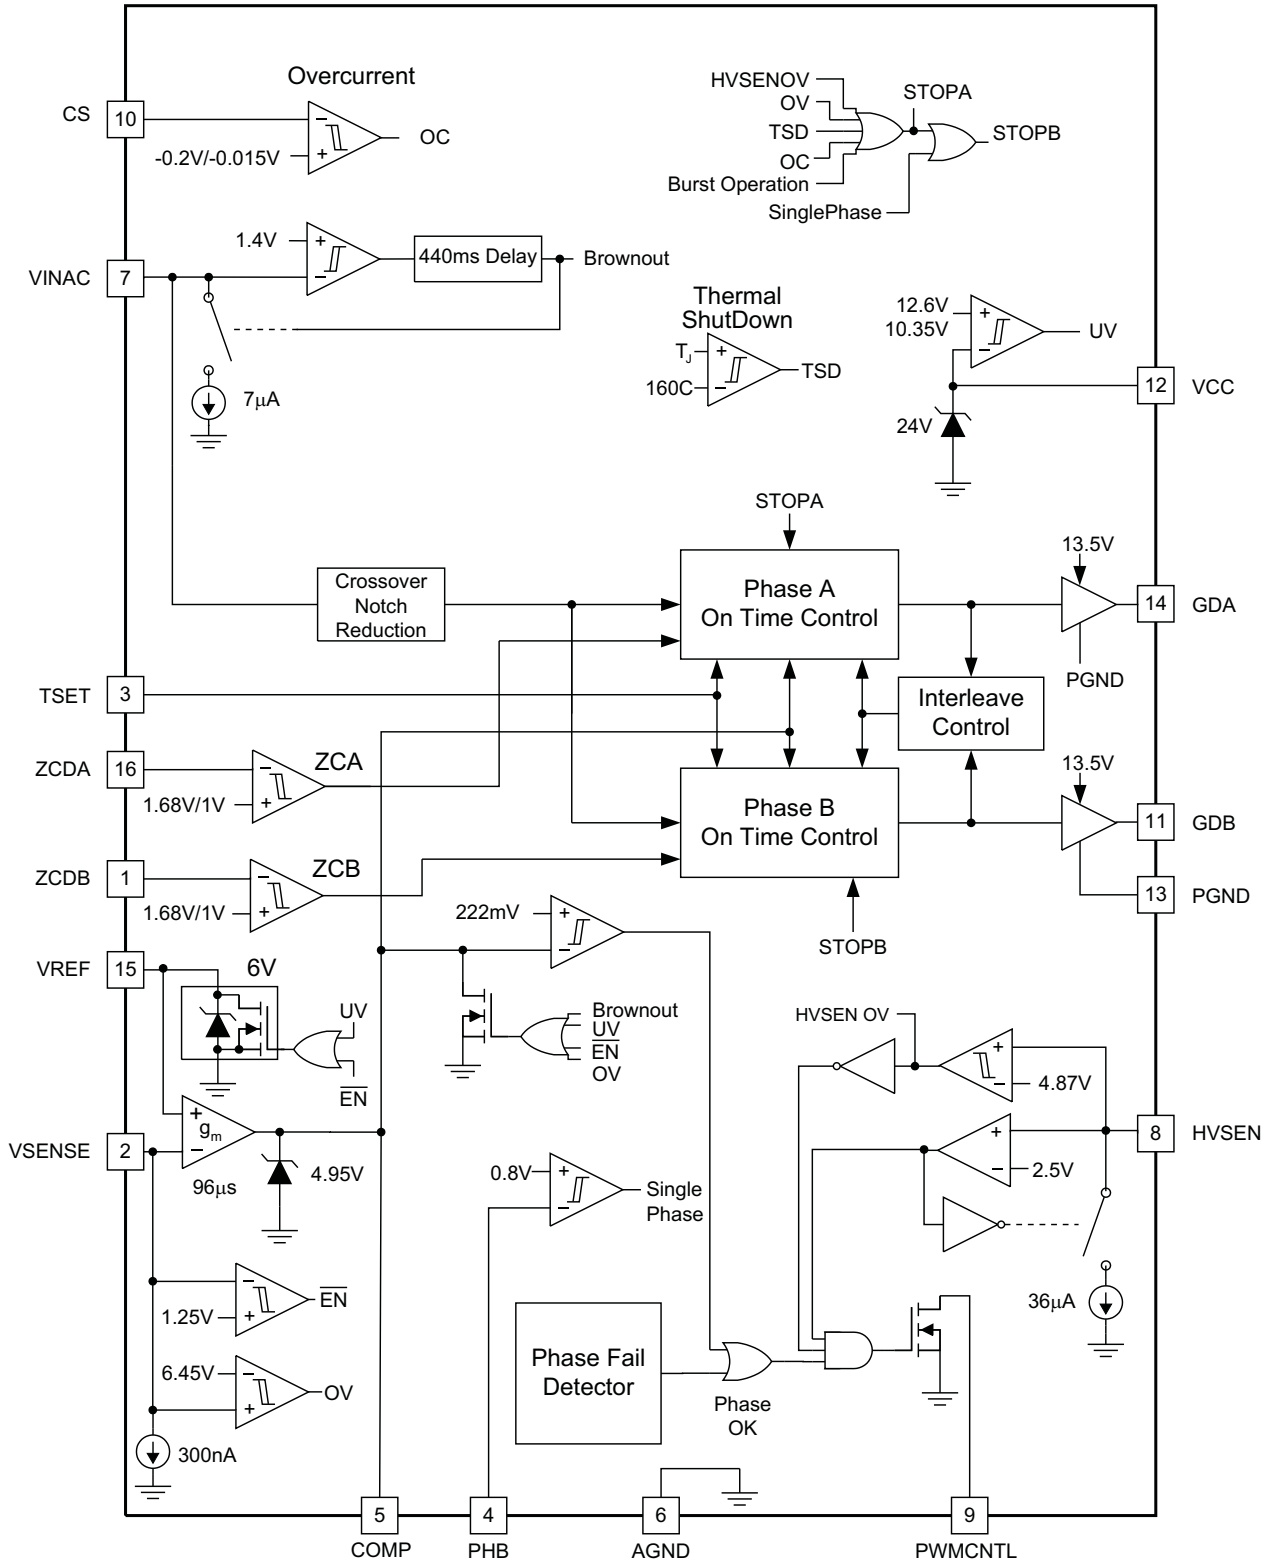 Overcurrent
CS
10
-0.2V/-0.015V
−
+
OC
HVSENOV
OV
TSD
OC
Burst Operation
SinglePhase
STOPA
STOPB
VINAC
7
1.4V
+
−
440ms Delay
Brownout
7μA
Thermal
ShutDown
TJ
160C
+
−
TSD
12.6V
10.35V
+
−
UV
24V
12
VCC
STOPA
Crossover
Notch
Reduction
Phase A
On Time Control
13.5V
14
GDA
PGND
Interleave
Control
TSET
3
ZCDA
16
1.68V/1V
−
+
ZCA
Phase B
On Time Control
13.5V
11
GDB
13
PGND
STOPB
ZCDB
1
1.68V/1V
−
+
ZCB
222mV
+
−
VREF
15
6V
UV
EN
Brownout
UV
EN
OV
HVSEN OV
+
−
4.87V
VSENSE
2
+
gm
−
96μs
4.95V
+
−
2.5V
8
HVSEN
0.8V
+
−
Single
Phase
36μA
1.25V
−
+
EN
6.45V
−
+
OV
300nA
Phase Fail
Detector
Phase
OK
5
COMP
4
PHB
6
AGND
9
PWMCNTL